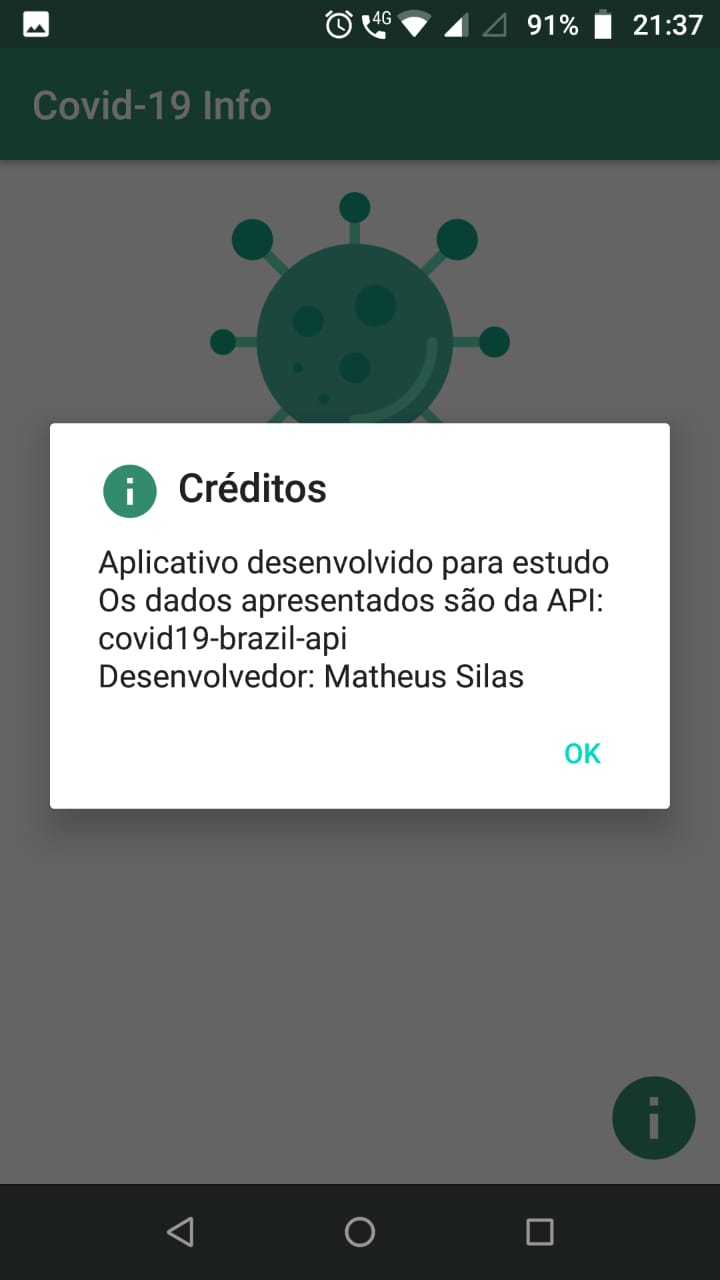 4G 91% 21:37
Covid-19 Info
Créditos
Aplicativo desenvolvido para estudo
Os dados apresentados são da API:
covid19-brazil-api
Desenvolvedor: Matheus Silas
OK